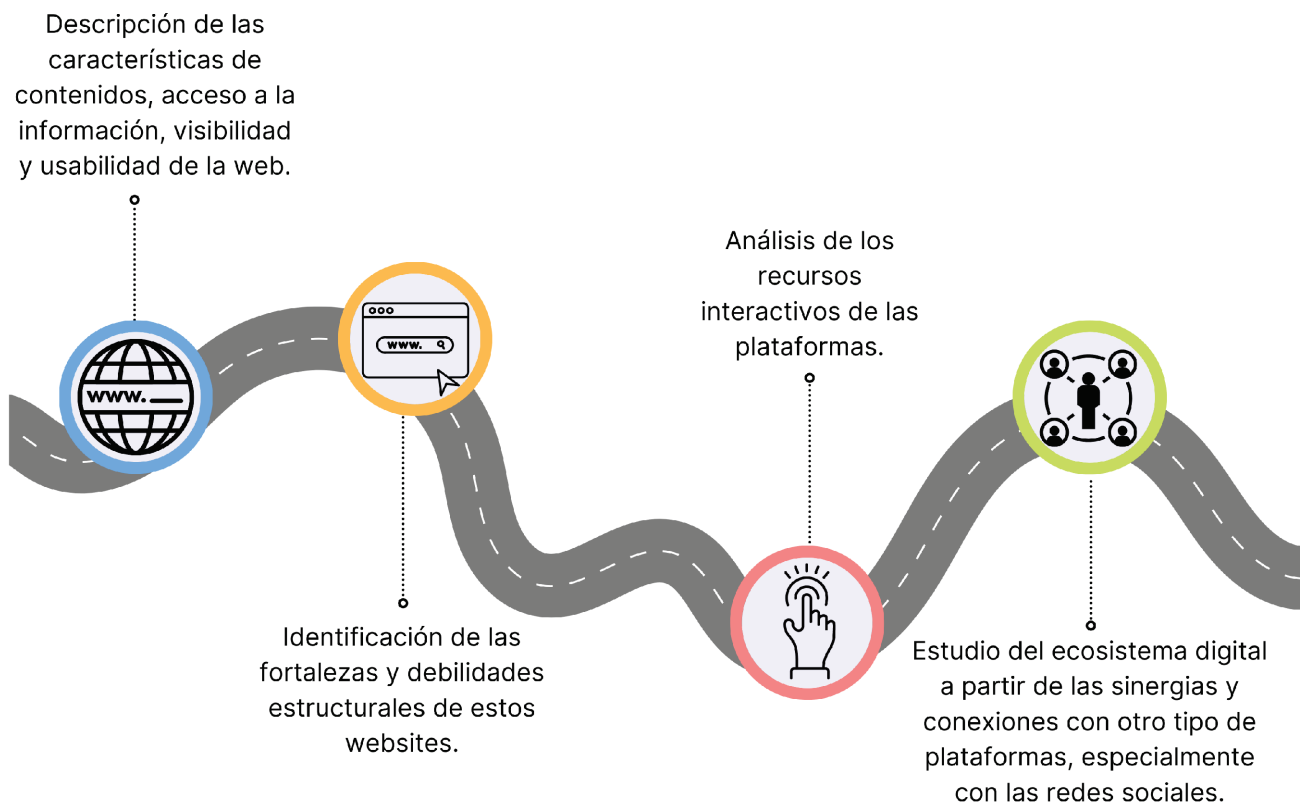 Descripción de las
características de
contenidos, acceso a la
información, visibilidad
y usabilidad de la web.
www.
www.
Identificación de las
fortalezas y debilidades
estructurales de estos
websites.
Análisis de los
recursos
interactivos de las
plataformas.
Estudio del ecosistema digital
a partir de las sinergias y
conexiones con otro tipo de
plataformas, especialmente
con las redes sociales.